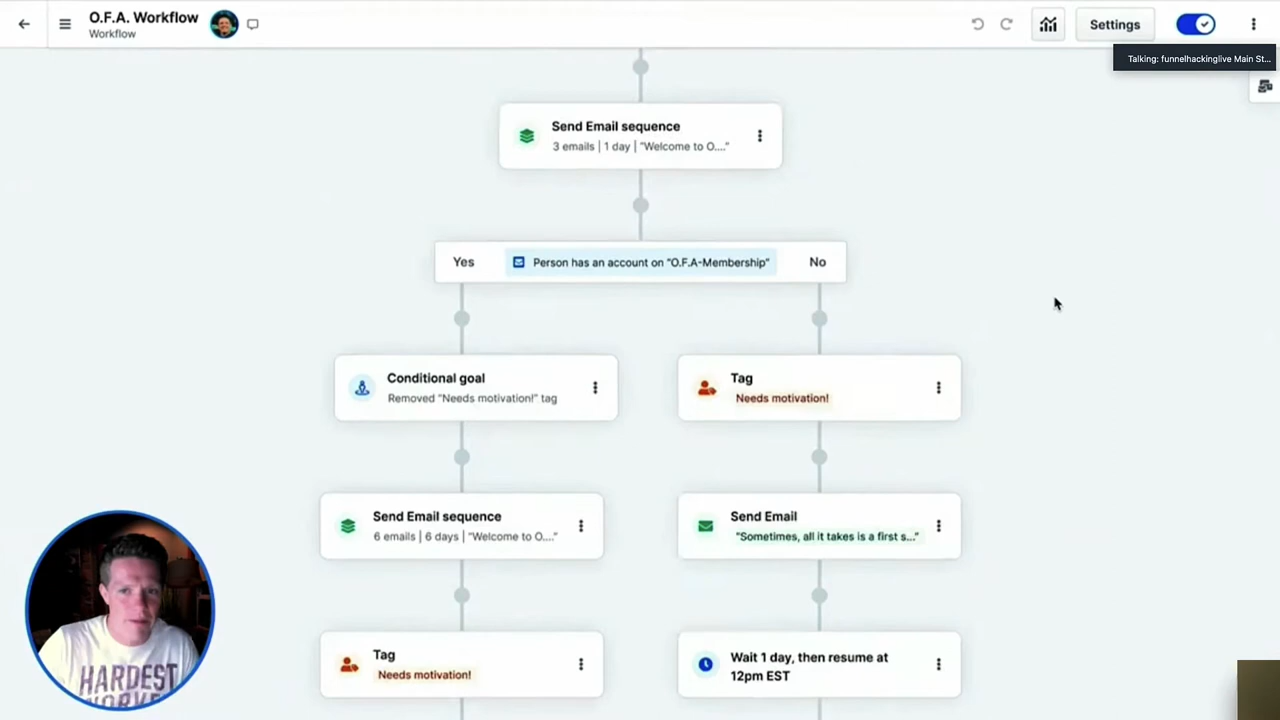 O.F.A. Workflow
Workflow
Settings
Talking: funnelhackinglive Main St...
Send Email sequence
3 emails | 1 day | "Welcome to O...."
Yes
Person has an account on "O.F.A-Membership"
No
Conditional goal
Removed "Needs motivation!" tag
Tag
Needs motivation!
Send Email sequence
6 emails | 6 days | "Welcome to O...."
Send Email
"Sometimes, all it takes is a first s..."
Tag
Needs motivation!
Wait 1 day, then resume at
12pm EST
HARDEST